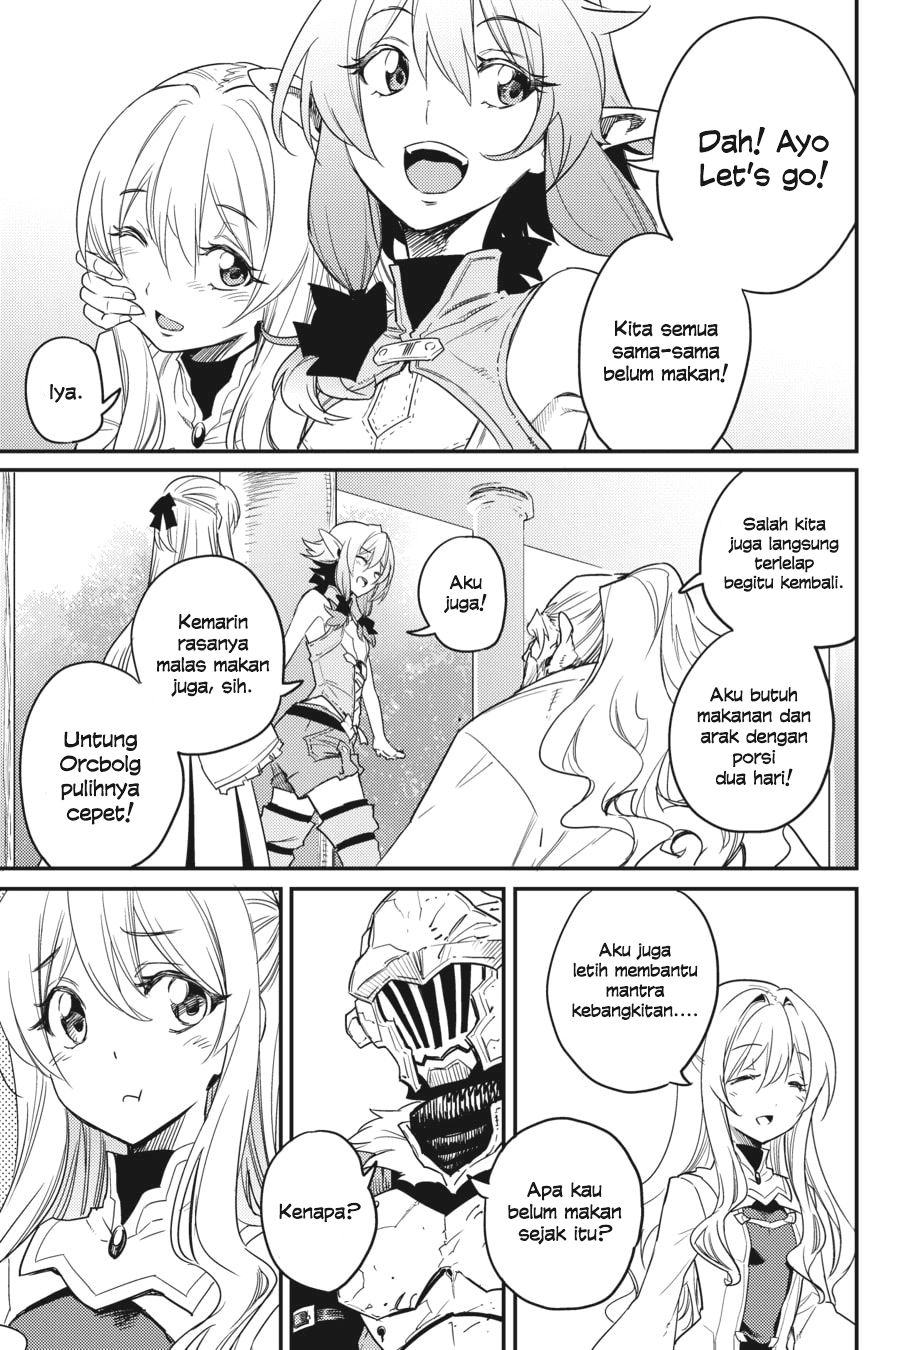 Dah! Ayo
Let's go!
Kita semua
sama-sama
belum makan!
Iya.
Salah kita
juga langsung
terlelap
begitu kembali.
Aku butuh
makanan dan
arak dengan
porsi
dua hari!
Aku
juga!
Kemarin
rasanya
malas makan
juga, sih.
Untung
Orcbolg
pulihnya
cepet!
Aku juga
letih membantu
mantra
kebangkitan....
Apa kau
belum makan
sejak itu?
Kenapa?